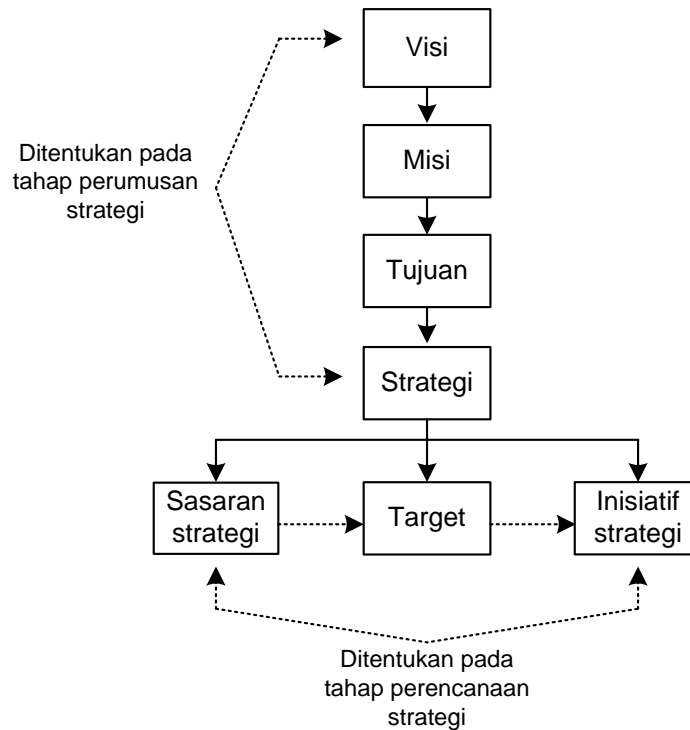 Visi
Ditentukan pada
tahap perumusan
strategi
Misi
Tujuan
Strategi
Sasaran
strategi
Target
Inisiatif
strategi
Ditentukan pada
tahap perencanaan
strategi